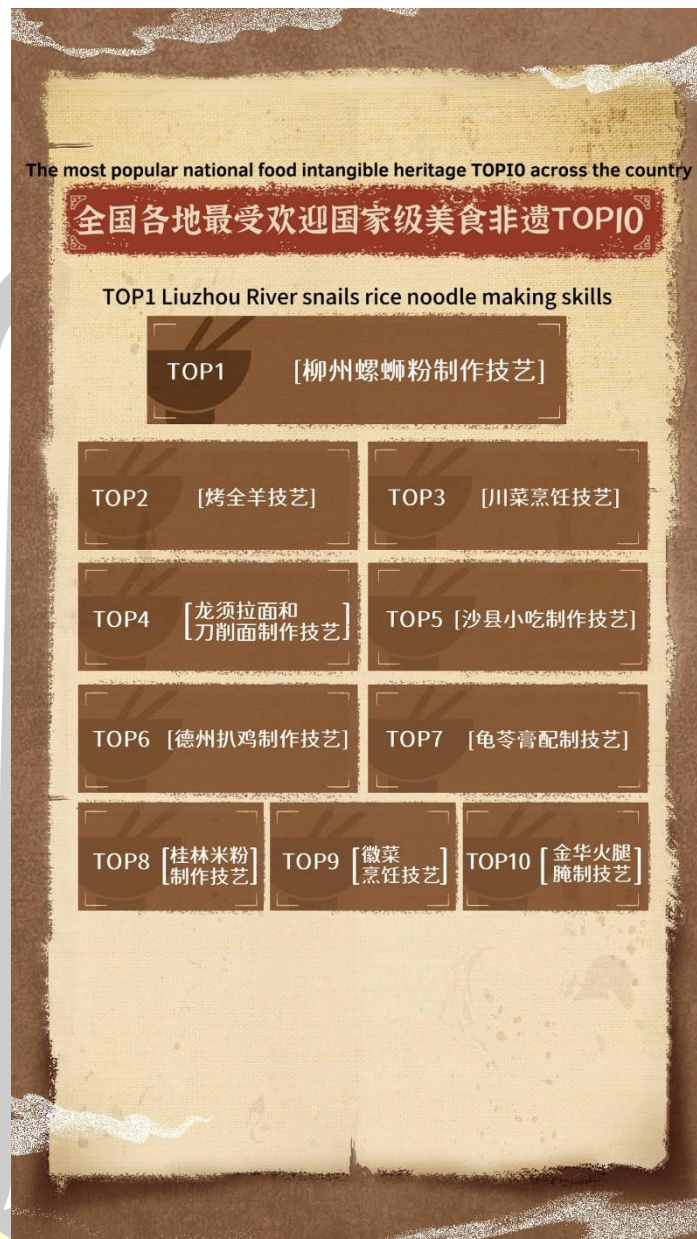 The most popular national food intangible heritage TOPI0 across the country
全国各地最受欢迎国家级美食非遗TOPI0
TOP1 Liuzhou River snails rice noodle making skills
TOP1 [柳州螺蛳粉制作技艺]
TOP2 [烤全羊技艺]
TOP3 [川菜烹饪技艺]
TOP4 [龙须拉面和
刀削面制作技艺]
TOP5 [沙县小吃制作技艺]
TOP6 [德州扒鸡制作技艺]
TOP7 [龟苓膏配制技艺]
TOP8 [桂林米粉
制作技艺]
TOP9 [徽菜
烹饪技艺]
TOP10 [金华火腿
腌制技艺]